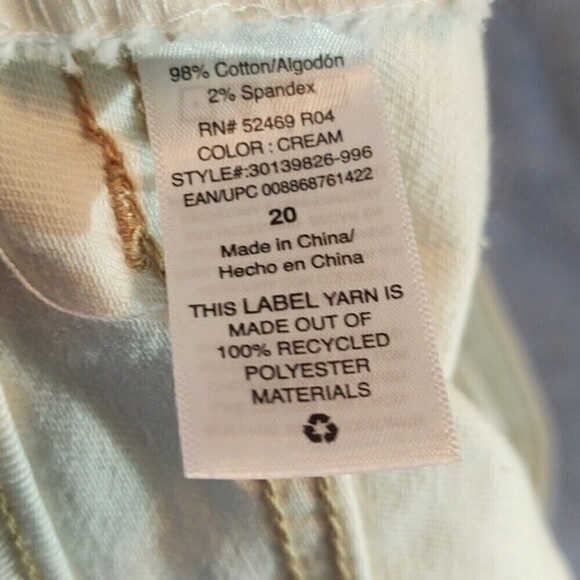 98% Cotton/Algodón
2% Spandex
RN# 52469 R04
COLOR : CREAM
STYLE#:30139826-996
EAN/UPC 008868761422
20
Made in China/
Hecho en China
THIS LABEL YARN IS
MADE OUT OF
100% RECYCLED
POLYESTER
MATERIALS